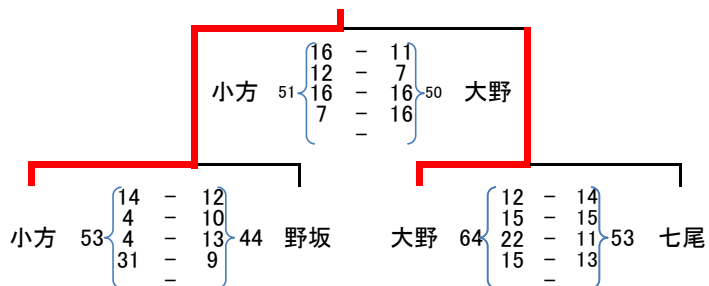 16 － 11
12 － 7
小方 51 16 － 16 50 大野
7 － 16
－
14 － 12
4 － 10
小方 53 4 － 13 44 野坂
31 － 9
－
12 － 14
15 － 15
大野 64 22 － 11 53 七尾
15 － 13
－